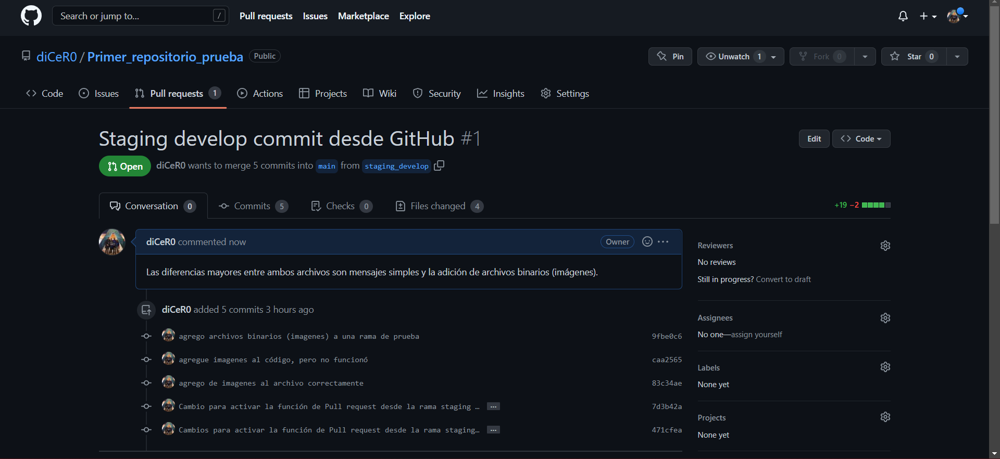 Search or jump to... /
Pull requests Issues Marketplace Explore
diCeR0 / Primer_repositorio_prueba Public
Pin Unwatch 1 Fork 0 Star 0
Code Issues Pull requests 1 Actions Projects Wiki Security Insights Settings
Staging develop commit desde GitHub #1
Edit Code
Open diCeR0 wants to merge 5 commits into main from staging_develop
Conversation 0 Commits 5 Checks 0 Files changed 4
+19 −2
diCeR0 commented now Owner ...
Las diferencias mayores entre ambos archivos son mensajes simples y la adición de archivos binarios (imágenes).
diCeR0 added 5 commits 3 hours ago
agrego archivos binarios (imagenes) a una rama de prueba 9fbe0c6
agregue imagenes al código, pero no funcionó caa2565
agrego de imagenes al archivo correctamente 83c34ae
Cambio para activar la función de Pull request desde la rama staging … ... 7d3b42a
Cambios para activar la función de Pull request desde la rama staging… ... 471cfea
Reviewers
No reviews
Still in progress? Convert to draft
Assignees
No one—assign yourself
Labels
None yet
Projects
None yet